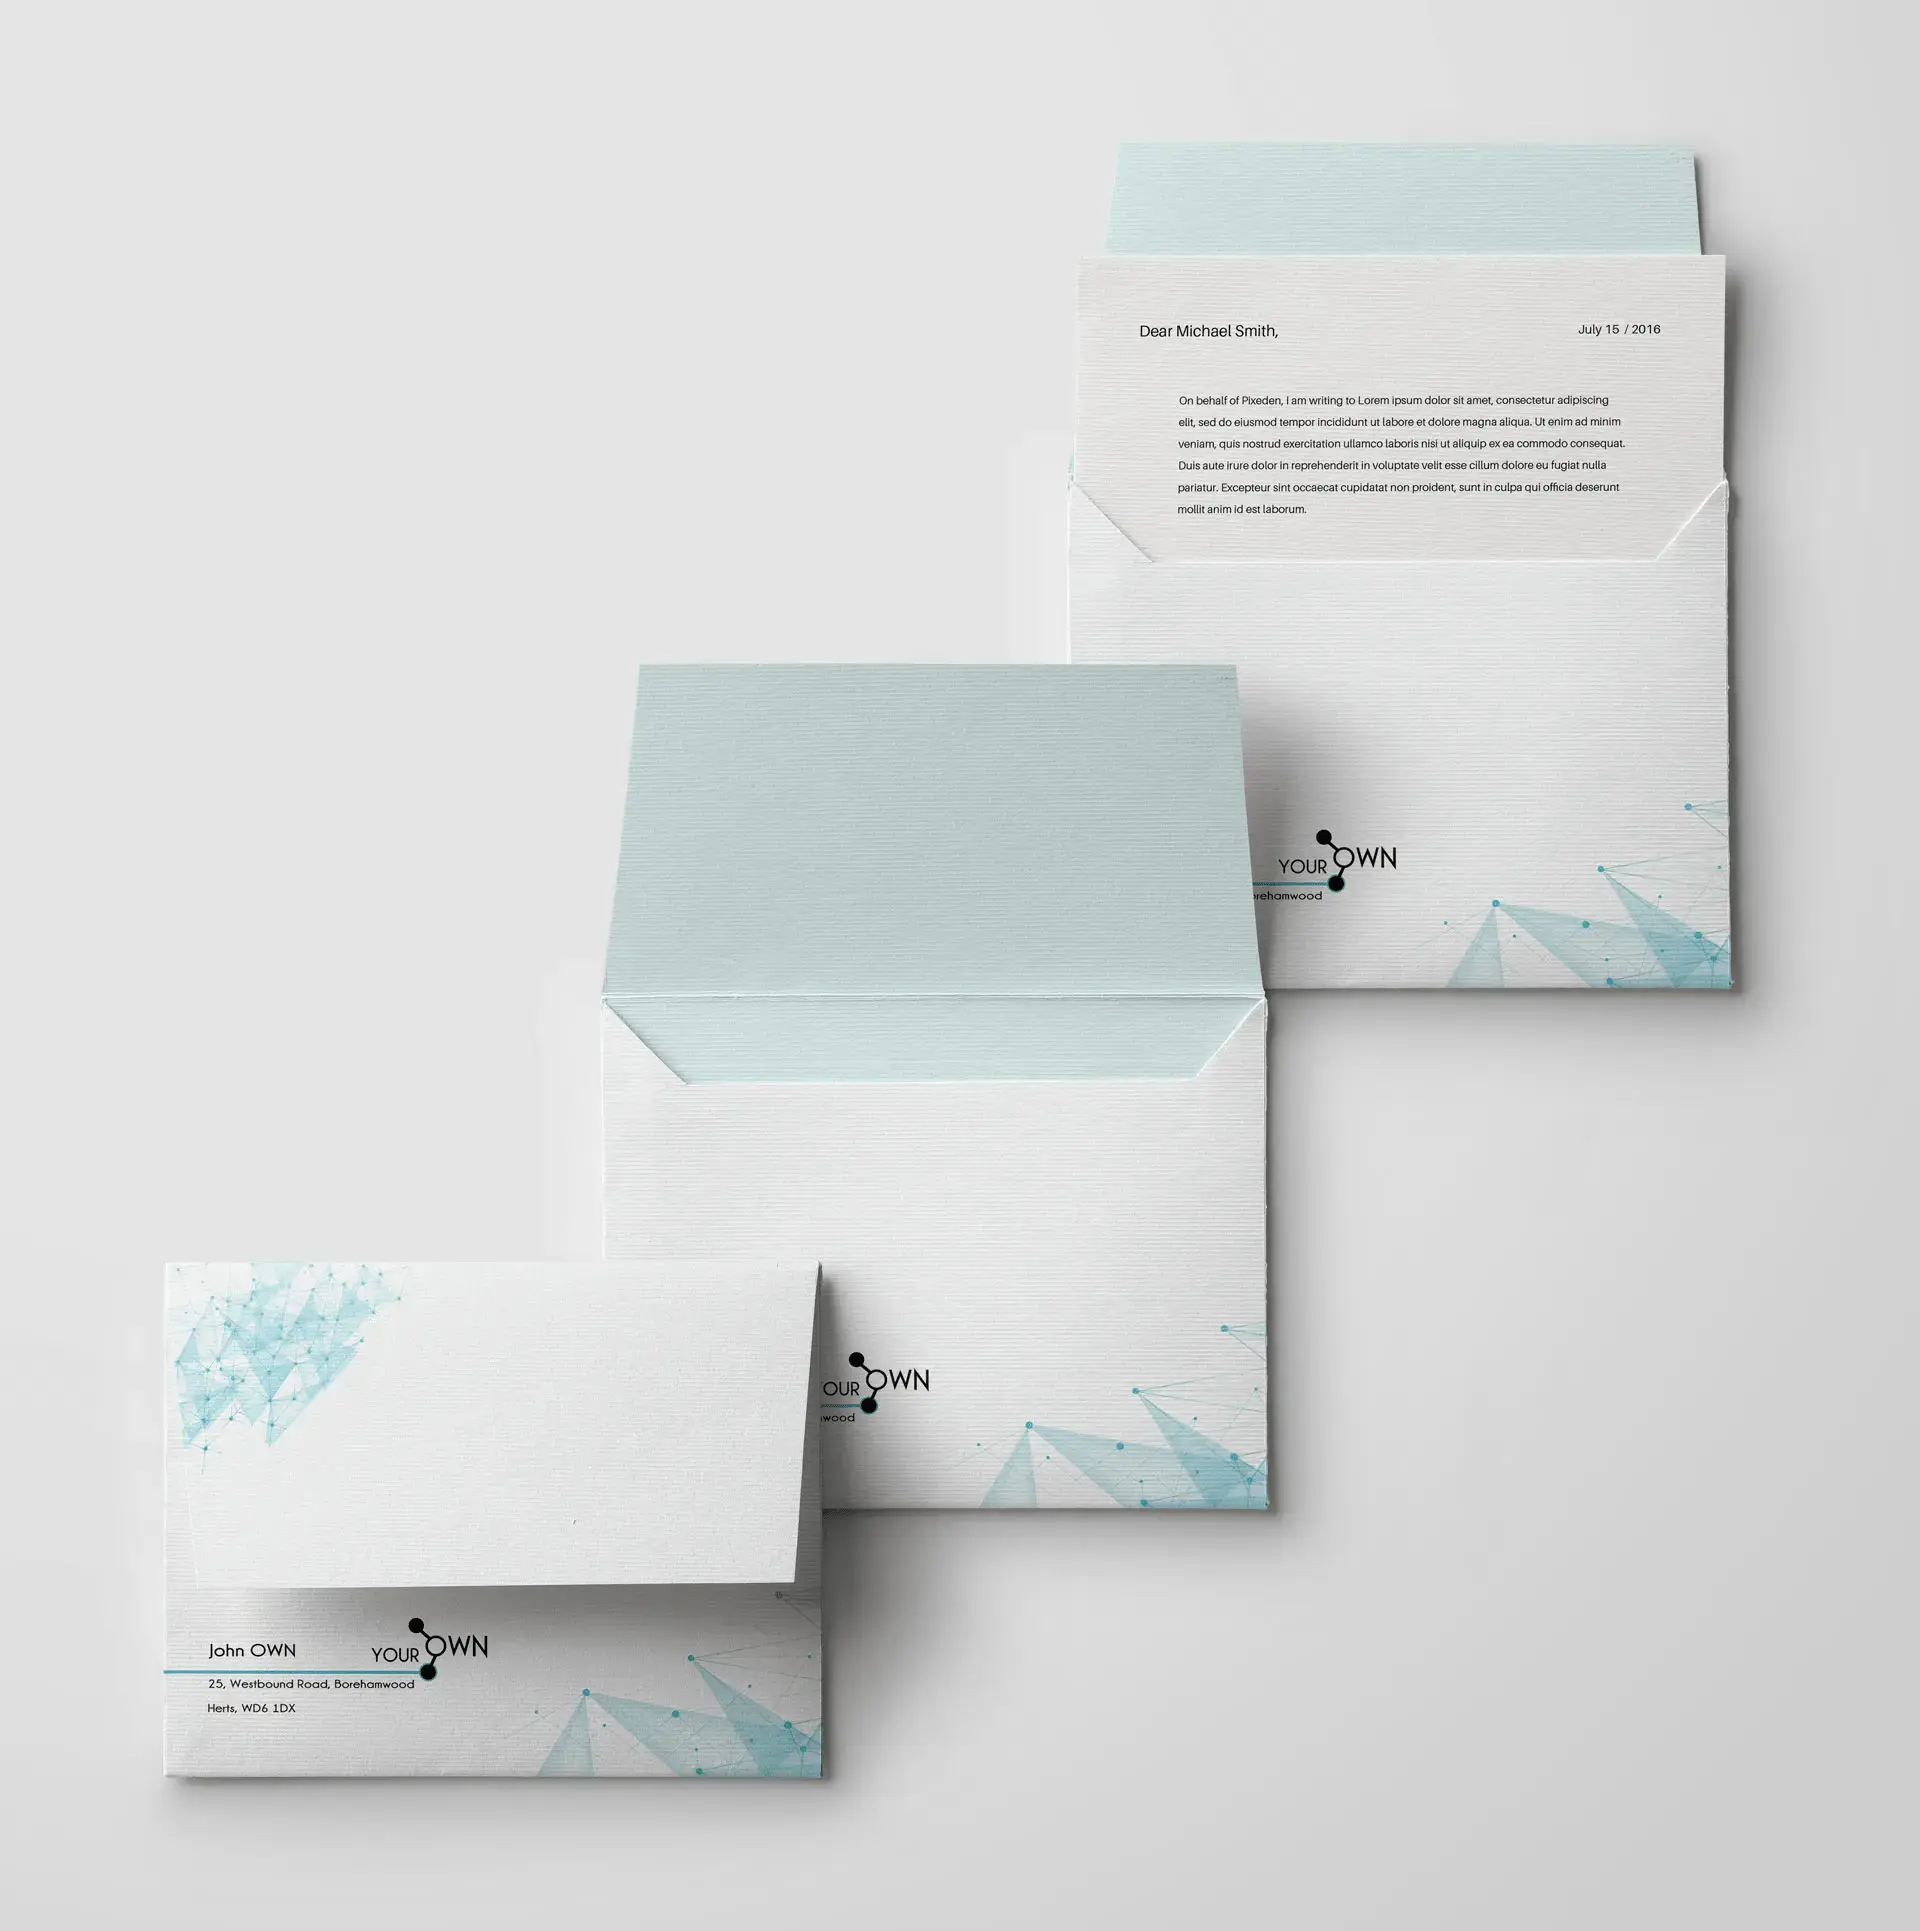 Dear Michael Smith,
July 15 / 2016
On behalf of Pixeden, I am writing to Lorem ipsum dolor sit amet, consectetur adipiscing
elit, sed do eiusmod tempor incididunt ut labore et dolore magna aliqua. Ut enim ad minim
veniam, quis nostrud exercitation ullamco laboris nisi ut aliquip ex ea commodo consequat.
Duis aute irure dolor in reprehenderit in voluptate velit esse cillum dolore eu fugiat nulla
pariatur. Excepteur sint occaecat cupidatat non proident, sunt in culpa qui officia deserunt
mollit anim id est laborum.
YOUR OWN
orehamwood
OUR OWN
wood
John OWN
YOUR OWN
25, Westbound Road, Borehamwood
Herts, WD6 1DX